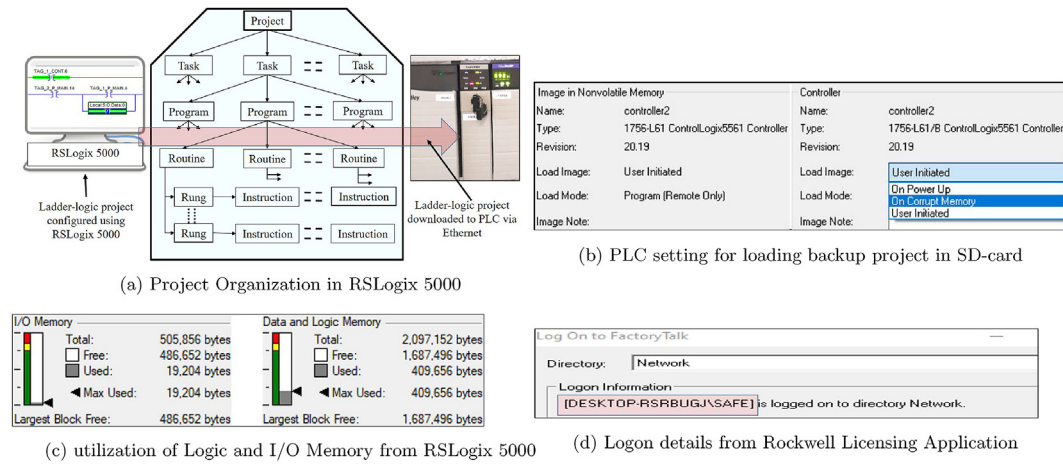 Project
Task
Task
Task
Program
Program
Program
Routine
Routine
Routine
Rung
Instruction
Instruction
Rung
Instruction
Instruction
TAG_1_CONT.6
TAG_2_P_MAIN.14
TAG_1_P_MAIN.4
RSLogix 5000
Ladder-logic project
configured using
RSLogix 5000
Ladder-logic project
downloaded to PLC via
Ethernet
(a) Project Organization in RSLogix 5000
Image in Nonvolatile Memory
Name: controller2
Type: 1756-L61 ControlLogix5561 Controller
Revision: 20.19
Load Image: User Initiated
Load Mode: Program (Remote Only)
Image Note:
Controller
Name: controller2
Type: 1756-L61/B ControlLogix5561 Controller
Revision: 20.19
Load Image: User Initiated
On Power Up
Load Mode: On Corrupt Memory
User Initiated
Image Note:
(b) PLC setting for loading backup project in SD-card
I/O Memory
Total: 505,856 bytes
Free: 486,652 bytes
Used: 19,204 bytes
Max Used: 19,204 bytes
Largest Block Free: 486,652 bytes
Data and Logic Memory
Total: 2,097,152 bytes
Free: 1,687,496 bytes
Used: 409,656 bytes
Max Used: 409,656 bytes
Largest Block Free: 1,687,496 bytes
(c) utilization of Logic and I/O Memory from RSLogix 5000
Log On to FactoryTalk
Directory: Network
Logon Information
[DESKTOP-RSRBUGJ\SAFE] is logged on to directory Network.
(d) Logon details from Rockwell Licensing Application